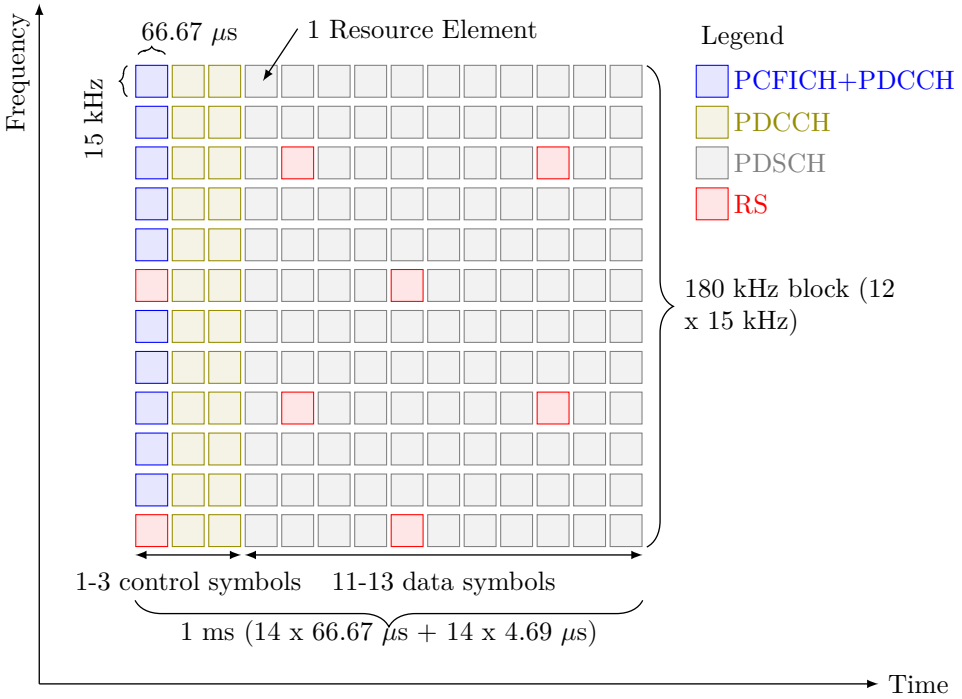 66.67 μs
1 Resource Element
Legend
Frequency
15 kHz
PCFICH+PDCCH
PDCCH
PDSCH
RS
180 kHz block (12
x 15 kHz)
1-3 control symbols
11-13 data symbols
1 ms (14 x 66.67 μs + 14 x 4.69 μs)
Time